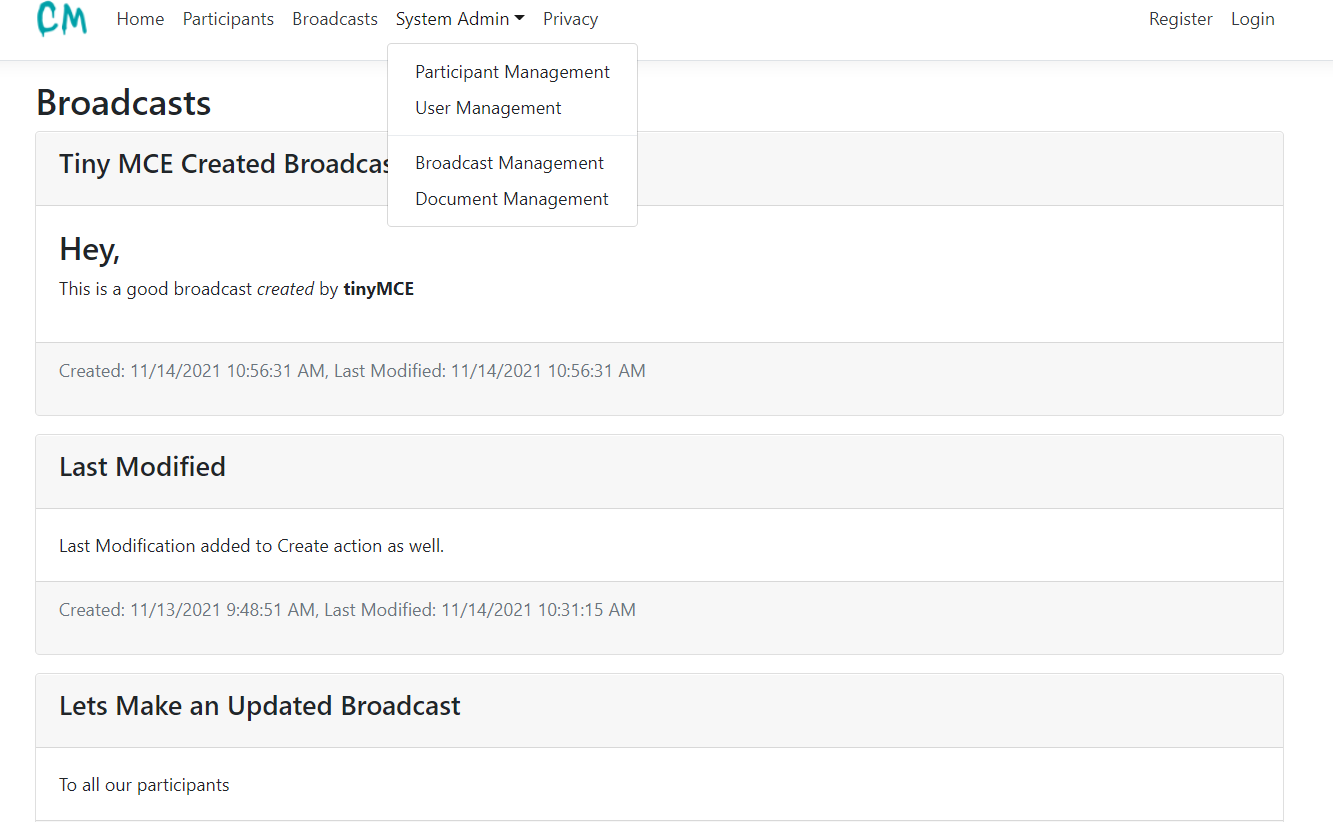 CM Home Participants Broadcasts System Admin Privacy Register Login
Participant Management
User Management
Broadcast Management
Document Management
Broadcasts
Tiny MCE Created Broadcas
Hey,
This is a good broadcast created by tinyMCE
Created: 11/14/2021 10:56:31 AM, Last Modified: 11/14/2021 10:56:31 AM
Last Modified
Last Modification added to Create action as well.
Created: 11/13/2021 9:48:51 AM, Last Modified: 11/14/2021 10:31:15 AM
Lets Make an Updated Broadcast
To all our participants